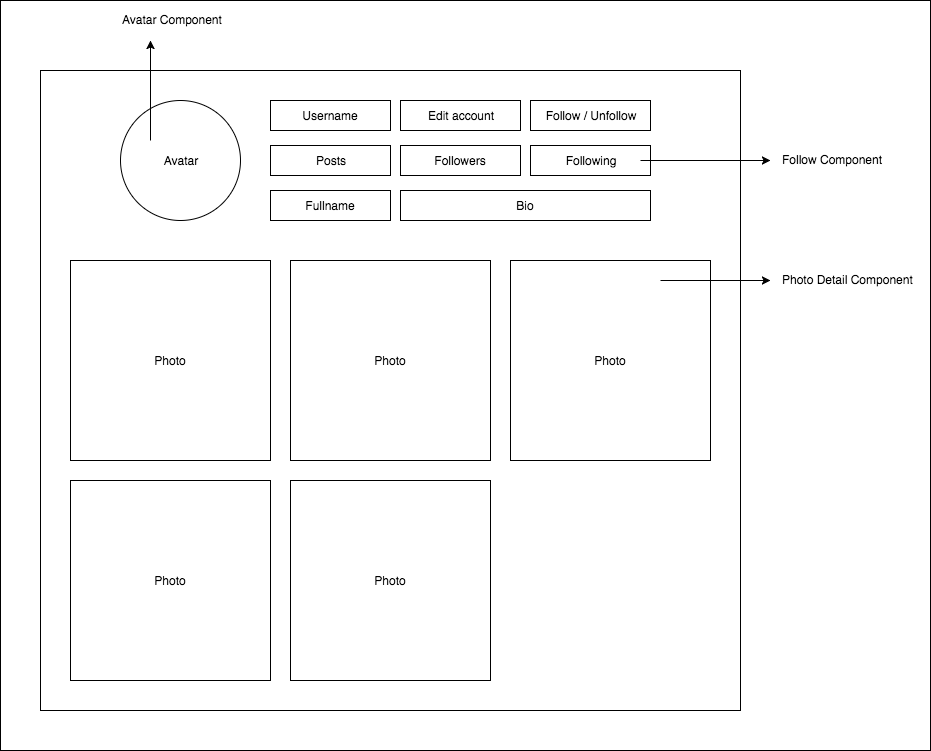 Avatar Component
Username
Edit account
Follow / Unfollow
Avatar
Posts
Followers
Following
Follow Component
Fullname
Bio
Photo Detail Component
Photo
Photo
Photo
Photo
Photo